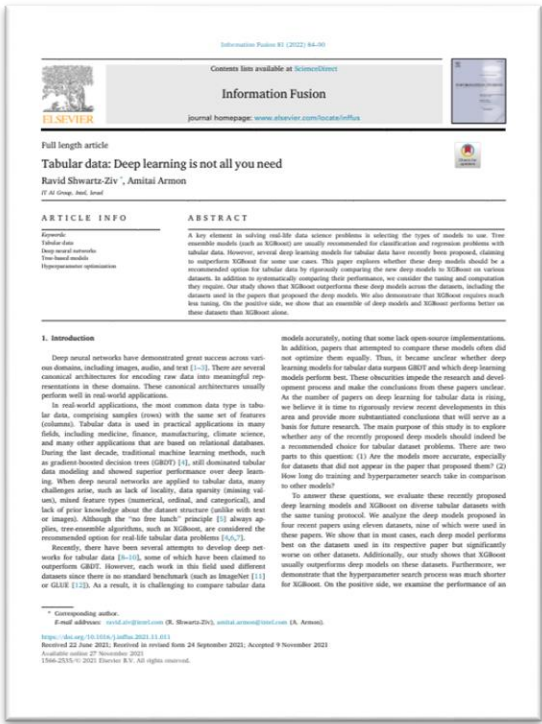 Information Fusion 81 (2022) 84–90
Contents lists available at ScienceDirect
Information Fusion
journal homepage: www.elsevier.com/locate/inffus
ELSEVIER
INFORMATION FUSION
Full length article
Tabular data: Deep learning is not all you need
Ravid Shwartz-Ziv *, Amitai Armon
IT AI Group, Intel, Israel
ARTICLE INFO
Keywords:
Tabular data
Deep neural networks
Tree-based models
Hyperparameter optimization
ABSTRACT
A key element in solving real-life data science problems is selecting the types of models to use. Tree
ensemble models (such as XGBoost) are usually recommended for classification and regression problems with
tabular data. However, several deep learning models for tabular data have recently been proposed, claiming
to outperform XGBoost for some use cases. This paper explores whether these deep models should be a
recommended option for tabular data by rigorously comparing the new deep models to XGBoost on various
datasets. In addition to systematically comparing their performance, we consider the tuning and computation
they require. Our study shows that XGBoost outperforms these deep models across the datasets, including the
datasets used in the papers that proposed the deep models. We also demonstrate that XGBoost requires much
less tuning. On the positive side, we show that an ensemble of deep models and XGBoost performs better on
these datasets than XGBoost alone.
1. Introduction
Deep neural networks have demonstrated great success across vari-
ous domains, including images, audio, and text [1–3]. There are several
canonical architectures for encoding raw data into meaningful rep-
resentations in these domains. These canonical architectures usually
perform well in real-world applications.
In real-world applications, the most common data type is tabu-
lar data, comprising samples (rows) with the same set of features
(columns). Tabular data is used in practical applications in many
fields, including medicine, finance, manufacturing, climate science,
and many other applications that are based on relational databases.
During the last decade, traditional machine learning methods, such
as gradient-boosted decision trees (GBDT) [4], still dominated tabular
data modeling and showed superior performance over deep learn-
ing. When deep neural networks are applied to tabular data, many
challenges arise, such as lack of locality, data sparsity (missing val-
ues), mixed feature types (numerical, ordinal, and categorical), and
lack of prior knowledge about the dataset structure (unlike with text
or images). Although the "no free lunch" principle [5] always ap-
plies, tree-ensemble algorithms, such as XGBoost, are considered the
recommended option for real-life tabular data problems [4,6,7].
Recently, there have been several attempts to develop deep net-
works for tabular data [8–10], some of which have been claimed to
outperform GBDT. However, each work in this field used different
datasets since there is no standard benchmark (such as ImageNet [11]
or GLUE [12]). As a result, it is challenging to compare tabular data
models accurately, noting that some lack open-source implementations.
In addition, papers that attempted to compare these models often did
not optimize them equally. Thus, it became unclear whether deep
learning models for tabular data surpass GBDT and which deep learning
models perform best. These obscurities impede the research and devel-
opment process and make the conclusions from these papers unclear.
As the number of papers on deep learning for tabular data is rising,
we believe it is time to rigorously review recent developments in this
area and provide more substantiated conclusions that will serve as a
basis for future research. The main purpose of this study is to explore
whether any of the recently proposed deep models should indeed be
a recommended choice for tabular dataset problems. There are two
parts to this question: (1) Are the models more accurate, especially
for datasets that did not appear in the paper that proposed them? (2)
How long do training and hyperparameter search take in comparison
to other models?
To answer these questions, we evaluate these recently proposed
deep learning models and XGBoost on diverse tabular datasets with
the same tuning protocol. We analyze the deep models proposed in
four recent papers using eleven datasets, nine of which were used in
these papers. We show that in most cases, each deep model performs
best on the datasets used in its respective paper but significantly
worse on other datasets. Additionally, our study shows that XGBoost
usually outperforms deep models on these datasets. Furthermore, we
demonstrate that the hyperparameter search process was much shorter
for XGBoost. On the positive side, we examine the performance of an
* Corresponding author.
E-mail addresses: ravid.ziv@intel.com (R. Shwartz-Ziv), amitai.armon@intel.com (A. Armon).
https://doi.org/10.1016/j.inffus.2021.11.011
Received 22 June 2021; Received in revised form 24 September 2021; Accepted 9 November 2021
Available online 27 November 2021
1566-2535/© 2021 Elsevier B.V. All rights reserved.